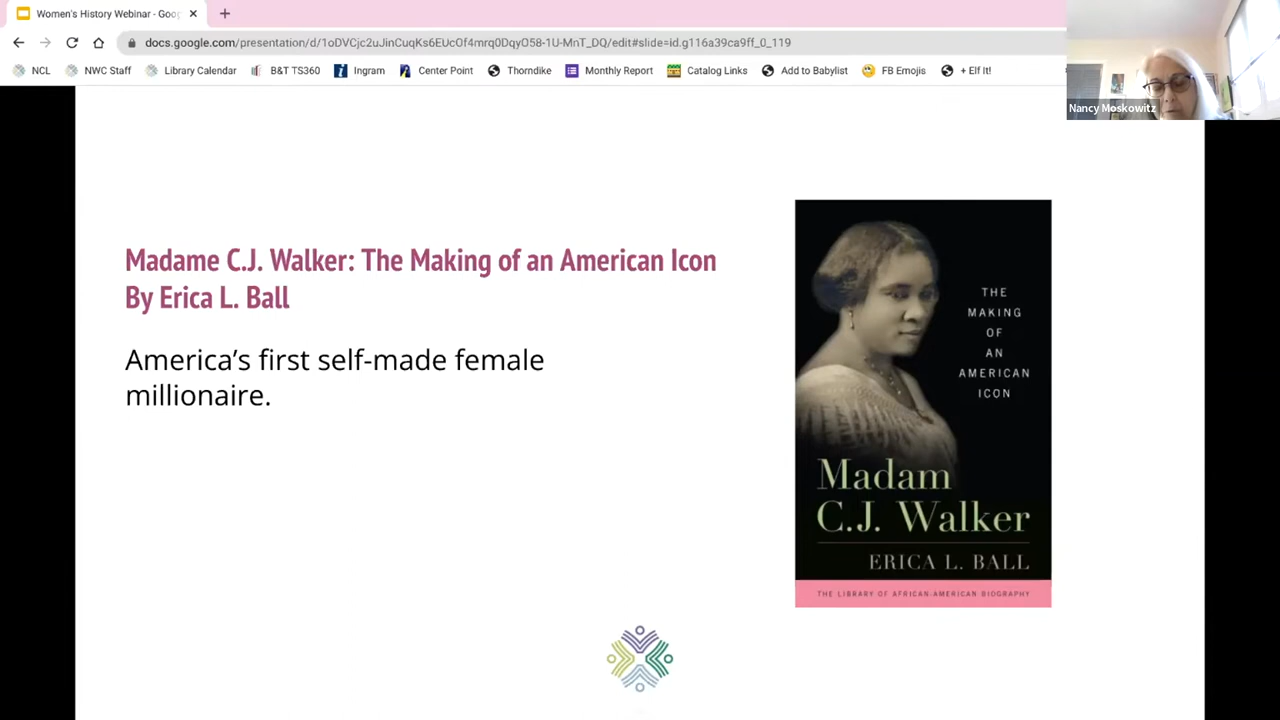 Women's History Webinar - Goo
docs.google.com/presentation/d/1oDVCjc2uJinCuqKs6EUcOf4mrq0DqyO58-1U-MnT_DQ/edit#slide=id.g116a39ca9ff_0_119
NCL NWC Staff Library Calendar B&T TS360 Ingram Center Point Thorndike Monthly Report Catalog Links Add to Babylist FB Emojis + Elf It!
Nancy Moskowitz
Madame C.J. Walker: The Making of an American Icon
By Erica L. Ball
America's first self-made female
millionaire.
THE
MAKING
OF
AN
AMERICAN
ICON
Madam
C.J. Walker
ERICA L. BALL
THE LIBRARY OF AFRICAN-AMERICAN BIOGRAPHY